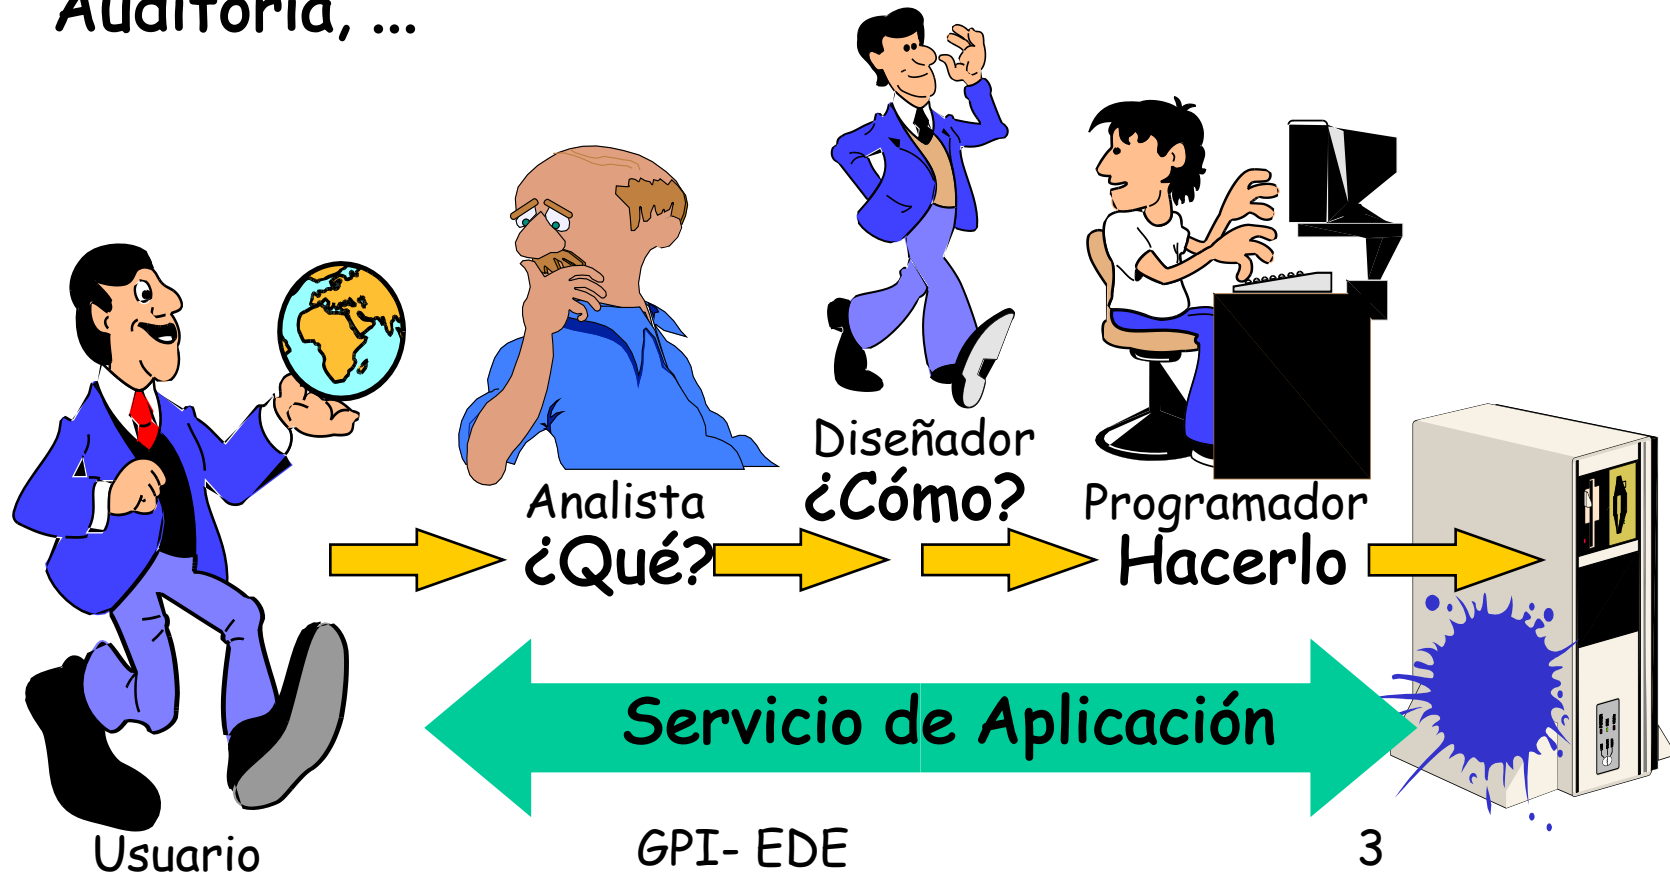 Auditoría, ...
Diseñador
¿Cómo?
Analista
¿Qué?
Programador
Hacerlo
Servicio de Aplicación
Usuario
GPI- EDE
3